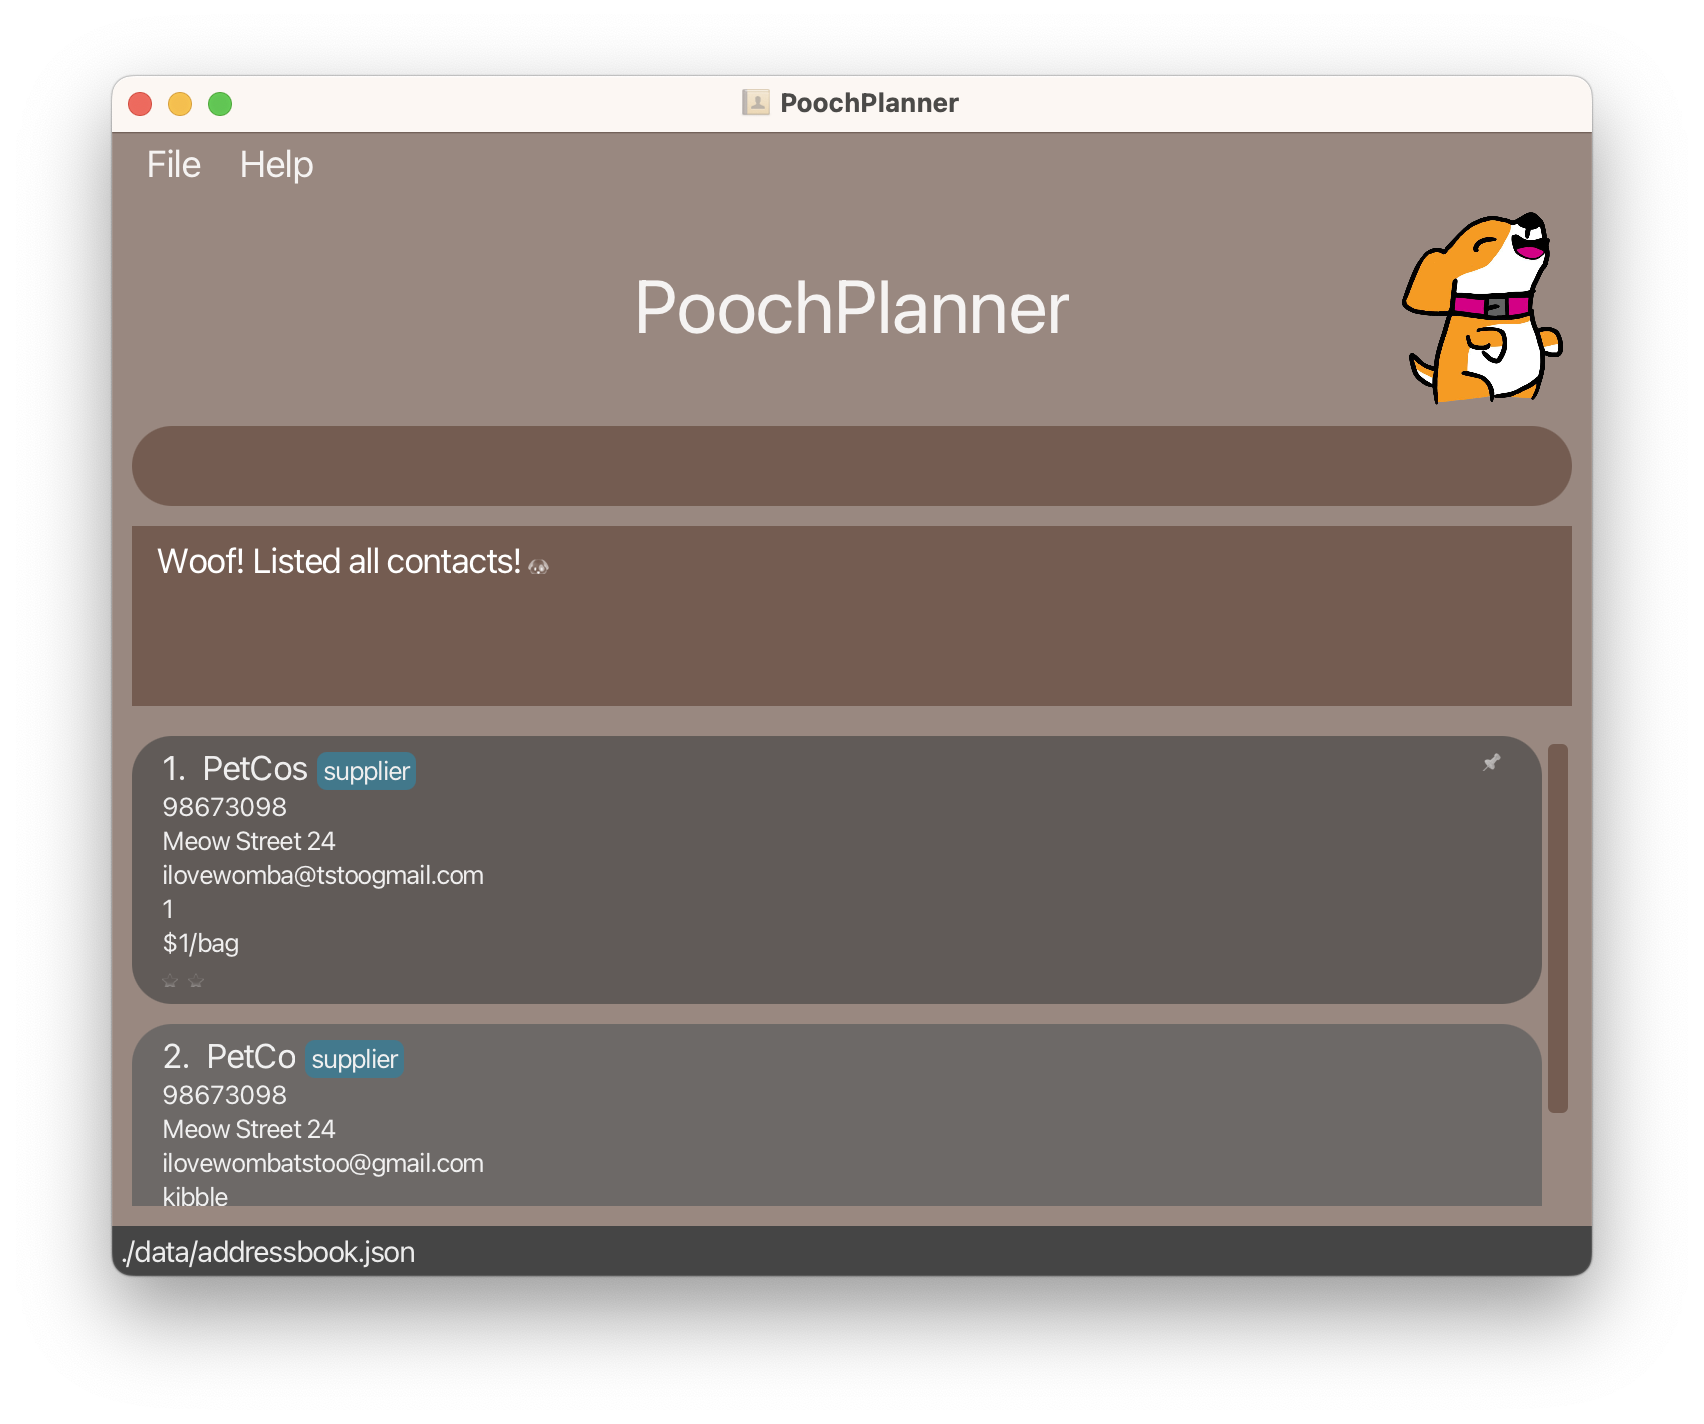 PoochPlanner
File Help
PoochPlanner
Woof! Listed all contacts!
1. PetCos supplier
98673098
Meow Street 24
ilovewomba@tstoogmail.com
1
$1/bag
2. PetCo supplier
98673098
Meow Street 24
ilovewombatstoo@gmail.com
kibble
./data/addressbook.json